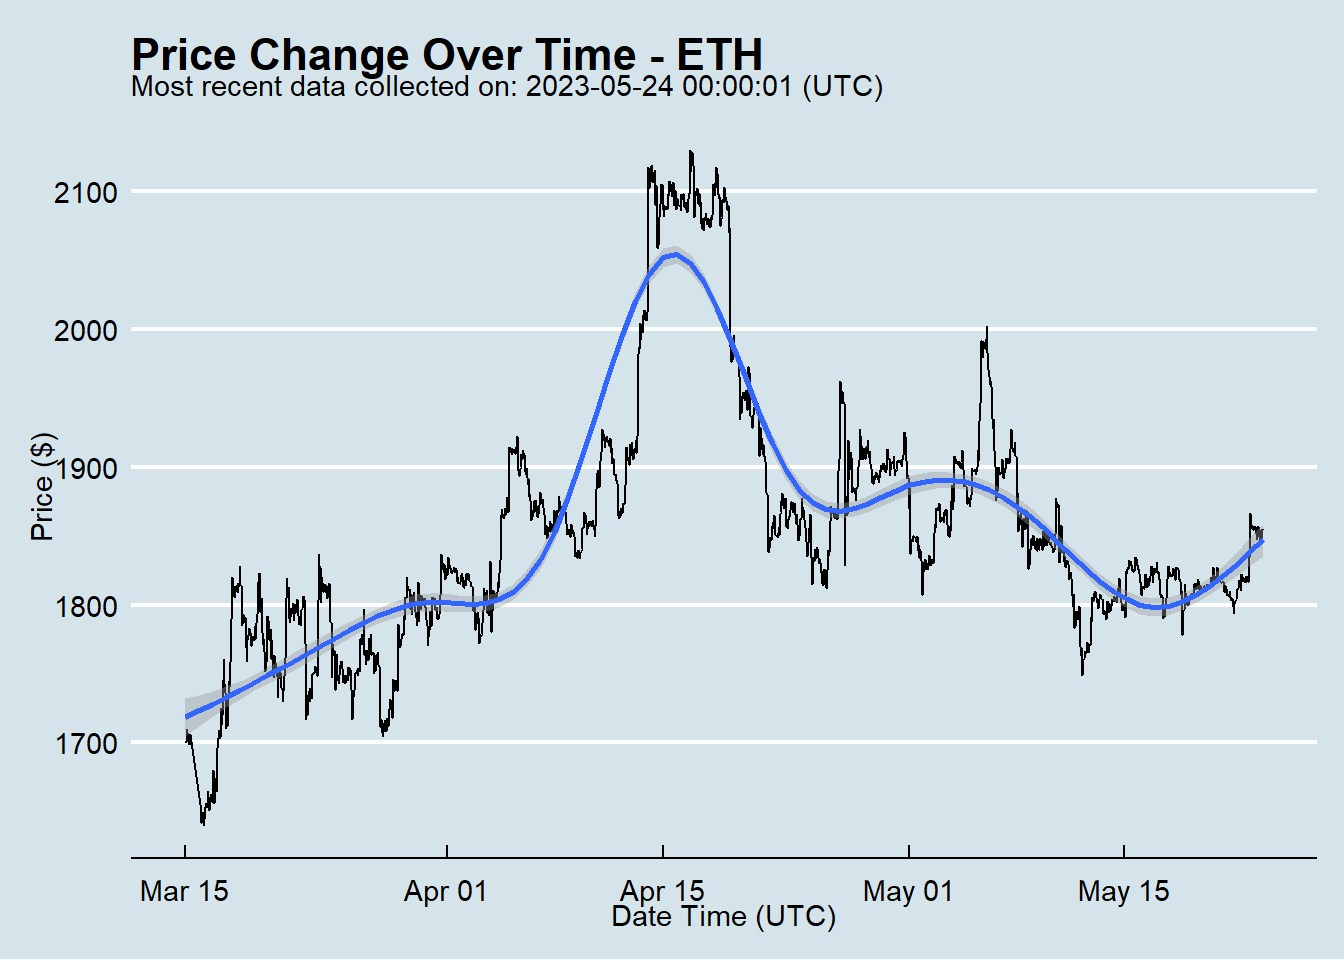 Price Change Over Time - ETH
Most recent data collected on: 2023-05-24 00:00:01 (UTC)
Price ($)
2100
2000
1900
1800
1700
Mar 15 Apr 01 Apr 15 May 01 May 15
Date Time (UTC)